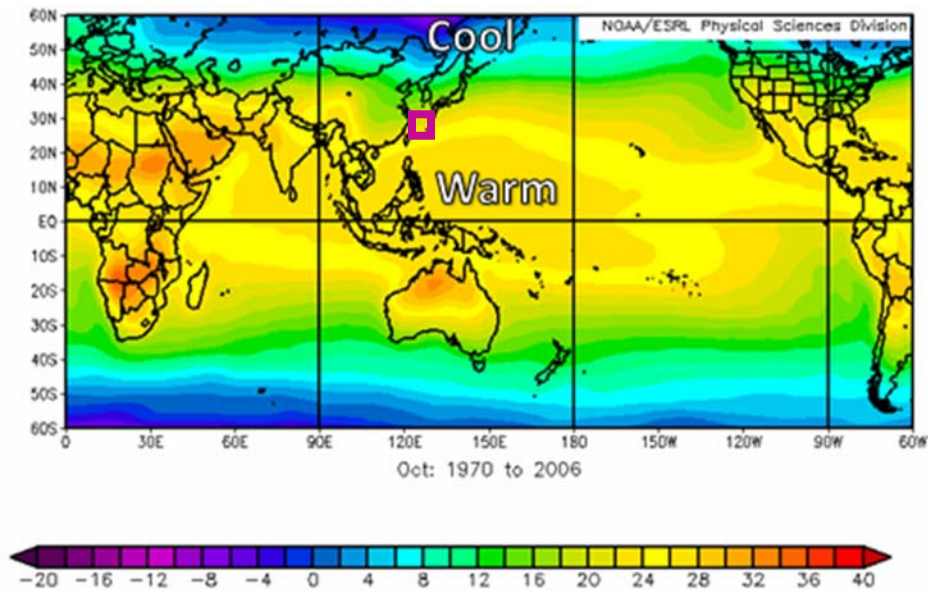 60N
NOAA/ESRL Physical Sciences Division
Cool
50N
40N
30N
20N
Warm
10N
EQ
10S
20S
30S
40S
50S
60S
0 30E 60E 90E 120E 150E 180 150W 120W 90W 60W
Oct: 1970 to 2006
-20 -16 -12 -8 -4 0 4 8 12 16 20 24 28 32 36 40